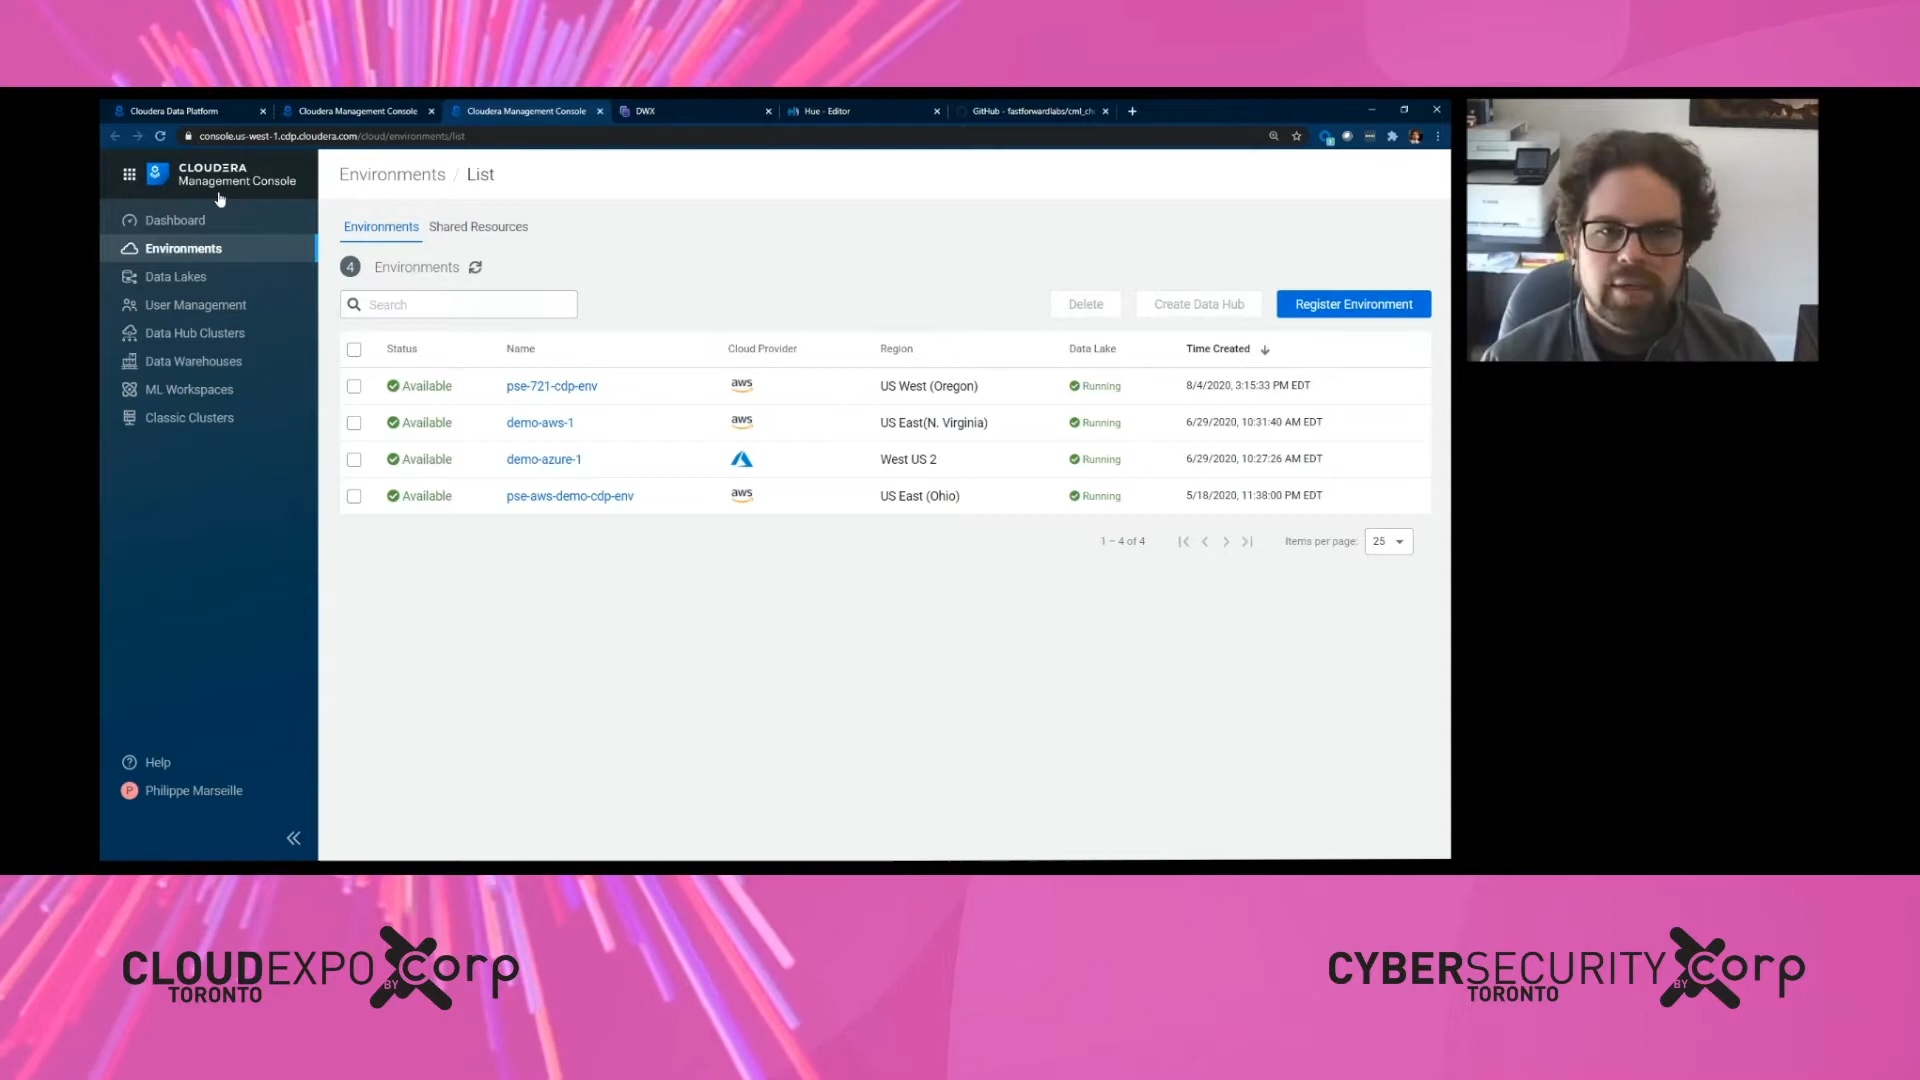 Cloudera Data Platform
Cloudera Management Console
Cloudera Management Console
DWX
Hue - Editor
GitHub - fastforwardlabs/cml_ch
console.us-west-1.cdp.cloudera.com/cloud/environments/list
CLOUDERA
Management Console
Dashboard
Environments
Data Lakes
User Management
Data Hub Clusters
Data Warehouses
ML Workspaces
Classic Clusters
Help
P Philippe Marseille
Environments / List
Environments Shared Resources
4 Environments
Search
Delete Create Data Hub Register Environment
Status Name Cloud Provider Region Data Lake Time Created
Available pse-721-cdp-env aws US West (Oregon) Running 8/4/2020, 3:15:33 PM EDT
Available demo-aws-1 aws US East(N. Virginia) Running 6/29/2020, 10:31:40 AM EDT
Available demo-azure-1 West US 2 Running 6/29/2020, 10:27:26 AM EDT
Available pse-aws-demo-cdp-env aws US East (Ohio) Running 5/18/2020, 11:38:00 PM EDT
1 – 4 of 4 Items per page: 25
CLOUDEXPO BY Xcorp
TORONTO
CYBERSECURITY BY Xcorp
TORONTO